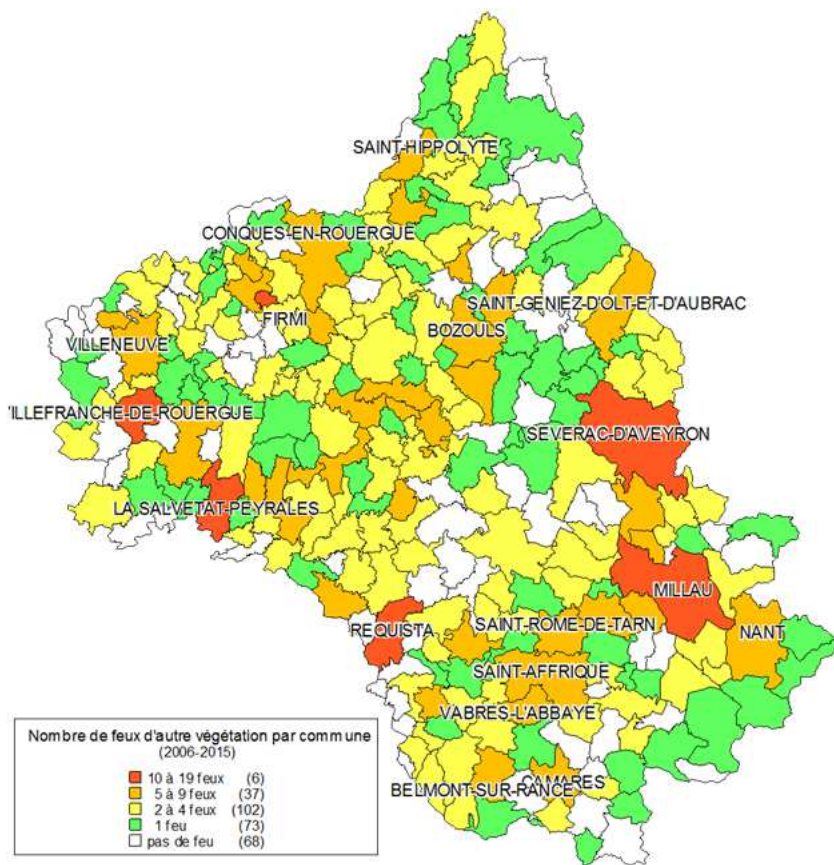 SAINT-HIPPOLYTE
CONQUES-EN-ROUERGUE
SAINT-GENIEZ-D'OLT-ET-D'AUBRAC
FIRMI
BOZOULS
VILLENEUVE
'ILLEFRANCHE-DE-ROUERGUE
SEVERAC-D'AVEYRON
LA SALVETAT-PEYRALES
MILLAU
REQUISTA
SAINT-ROME-DE-TARN
NANT
SAINT-AFFRIQUE
VABRES-L'ABBAYE
CAMARES
BELMONT-SUR-RANCE
Nombre de feux d'autre végétation par commune
(2006-2015)
10 à 19 feux (6)
5 à 9 feux (37)
2 à 4 feux (102)
1 feu (73)
pas de feu (68)